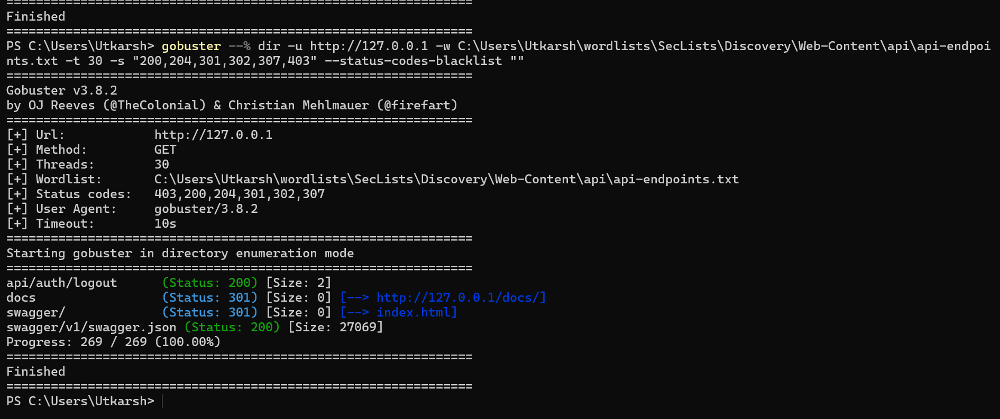 ===============================================================
Finished
===============================================================
PS C:\Users\Utkarsh> gobuster --% dir -u http://127.0.0.1 -w C:\Users\Utkarsh\wordlists\SecLists\Discovery\Web-Content\api\api-endpoi
nts.txt -t 30 -s "200,204,301,302,307,403" --status-codes-blacklist ""
===============================================================
Gobuster v3.8.2
by OJ Reeves (@TheColonial) & Christian Mehlmauer (@firefart)
===============================================================
[+] Url:            http://127.0.0.1
[+] Method:         GET
[+] Threads:        30
[+] Wordlist:       C:\Users\Utkarsh\wordlists\SecLists\Discovery\Web-Content\api\api-endpoints.txt
[+] Status codes:   403,200,204,301,302,307
[+] User Agent:     gobuster/3.8.2
[+] Timeout:        10s
===============================================================
Starting gobuster in directory enumeration mode
===============================================================
api/auth/logout      (Status: 200) [Size: 2]
docs                 (Status: 301) [Size: 0] [--> http://127.0.0.1/docs/]
swagger/             (Status: 301) [Size: 0] [--> index.html]
swagger/v1/swagger.json (Status: 200) [Size: 27069]
Progress: 269 / 269 (100.00%)
===============================================================
Finished
===============================================================
PS C:\Users\Utkarsh>